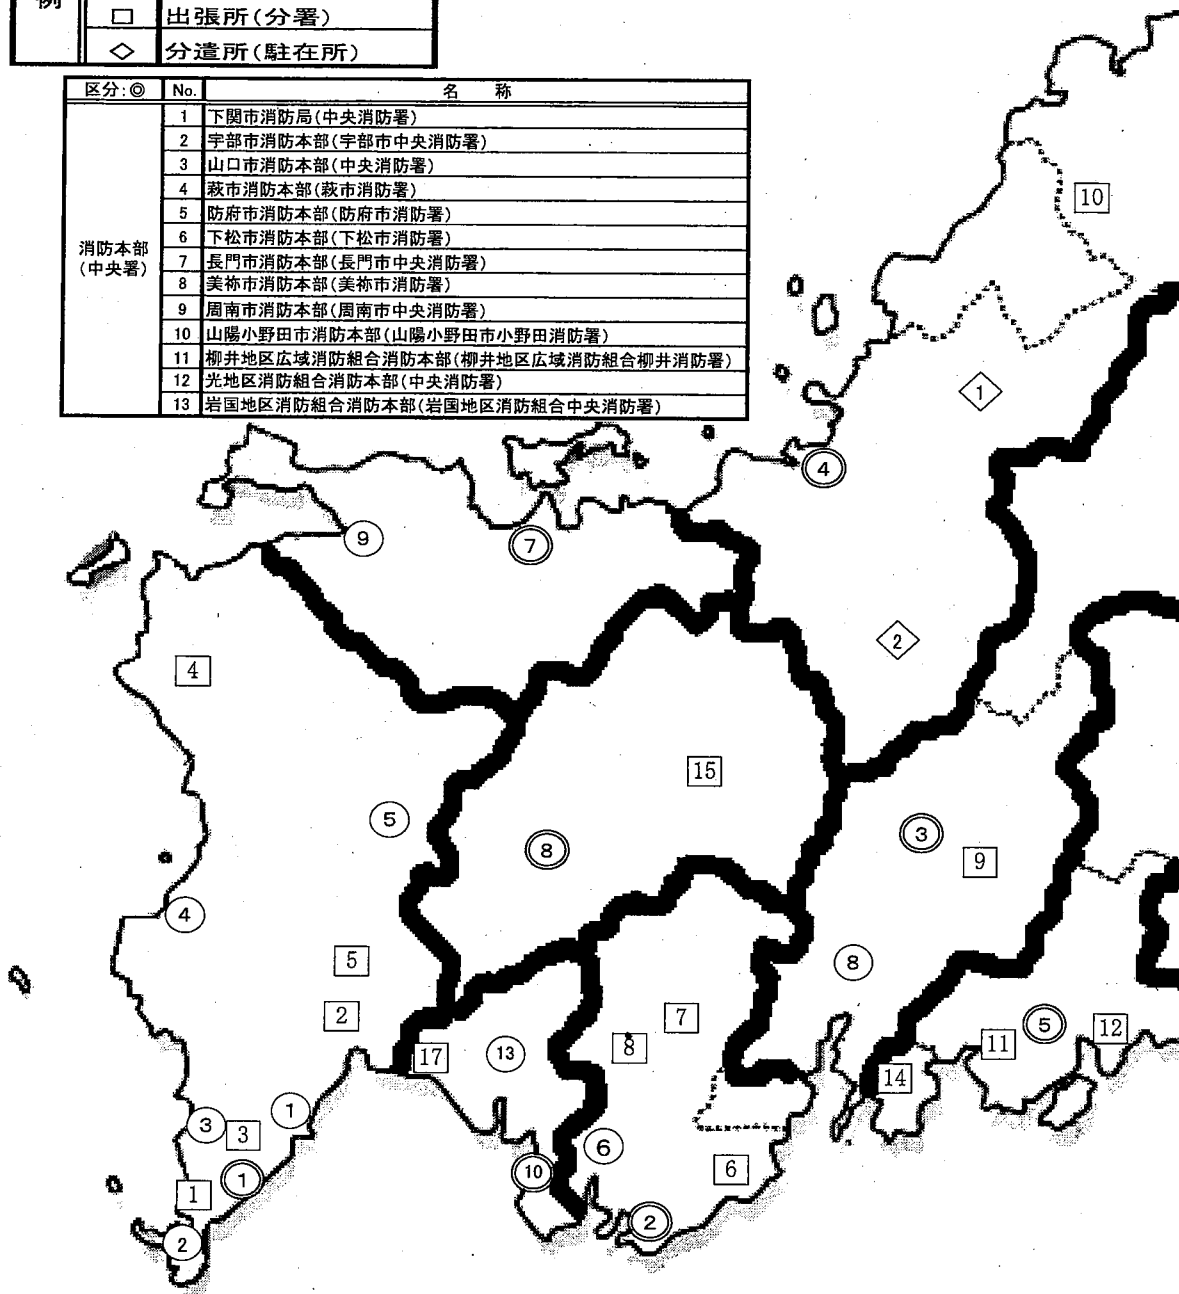 例
□ 出張所(分署)
◇ 分遣所(駐在所)
区分:◎ No. 名 称
消防本部
(中央署)
1 下関市消防局(中央消防署)
2 宇部市消防本部(宇部市中央消防署)
3 山口市消防本部(中央消防署)
4 萩市消防本部(萩市消防署)
5 防府市消防本部(防府市消防署)
6 下松市消防本部(下松市消防署)
7 長門市消防本部(長門市中央消防署)
8 美祢市消防本部(美祢市消防署)
9 周南市消防本部(周南市中央消防署)
10 山陽小野田市消防本部(山陽小野田市小野田消防署)
11 柳井地区広域消防組合消防本部(柳井地区広域消防組合柳井消防署)
12 光地区消防組合消防本部(中央消防署)
13 岩国地区消防組合消防本部(岩国地区消防組合中央消防署)
10
1
4
9
7
2
4
15
5
8
3
9
4
5
8
2
7
8
17
13
14
11
5
12
1
3
3
6
1
10
6
1
2
2